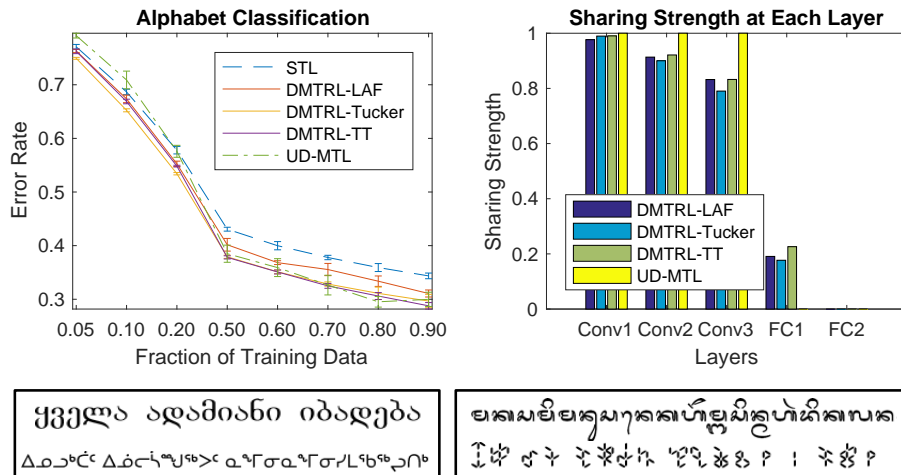 Alphabet Classification
Error Rate
0.7
0.6
0.5
0.4
0.3
0.05 0.10 0.20 0.50 0.60 0.70 0.80 0.90
Fraction of Training Data
STL
DMTRL-LAF
DMTRL-Tucker
DMTRL-TT
UD-MTL
Sharing Strength at Each Layer
Sharing Strength
1
0.8
0.6
0.4
0.2
0
Conv1 Conv2 Conv3 FC1 FC2
Layers
DMTRL-LAF
DMTRL-Tucker
DMTRL-TT
UD-MTL
ყველა ადამიანი იბადება